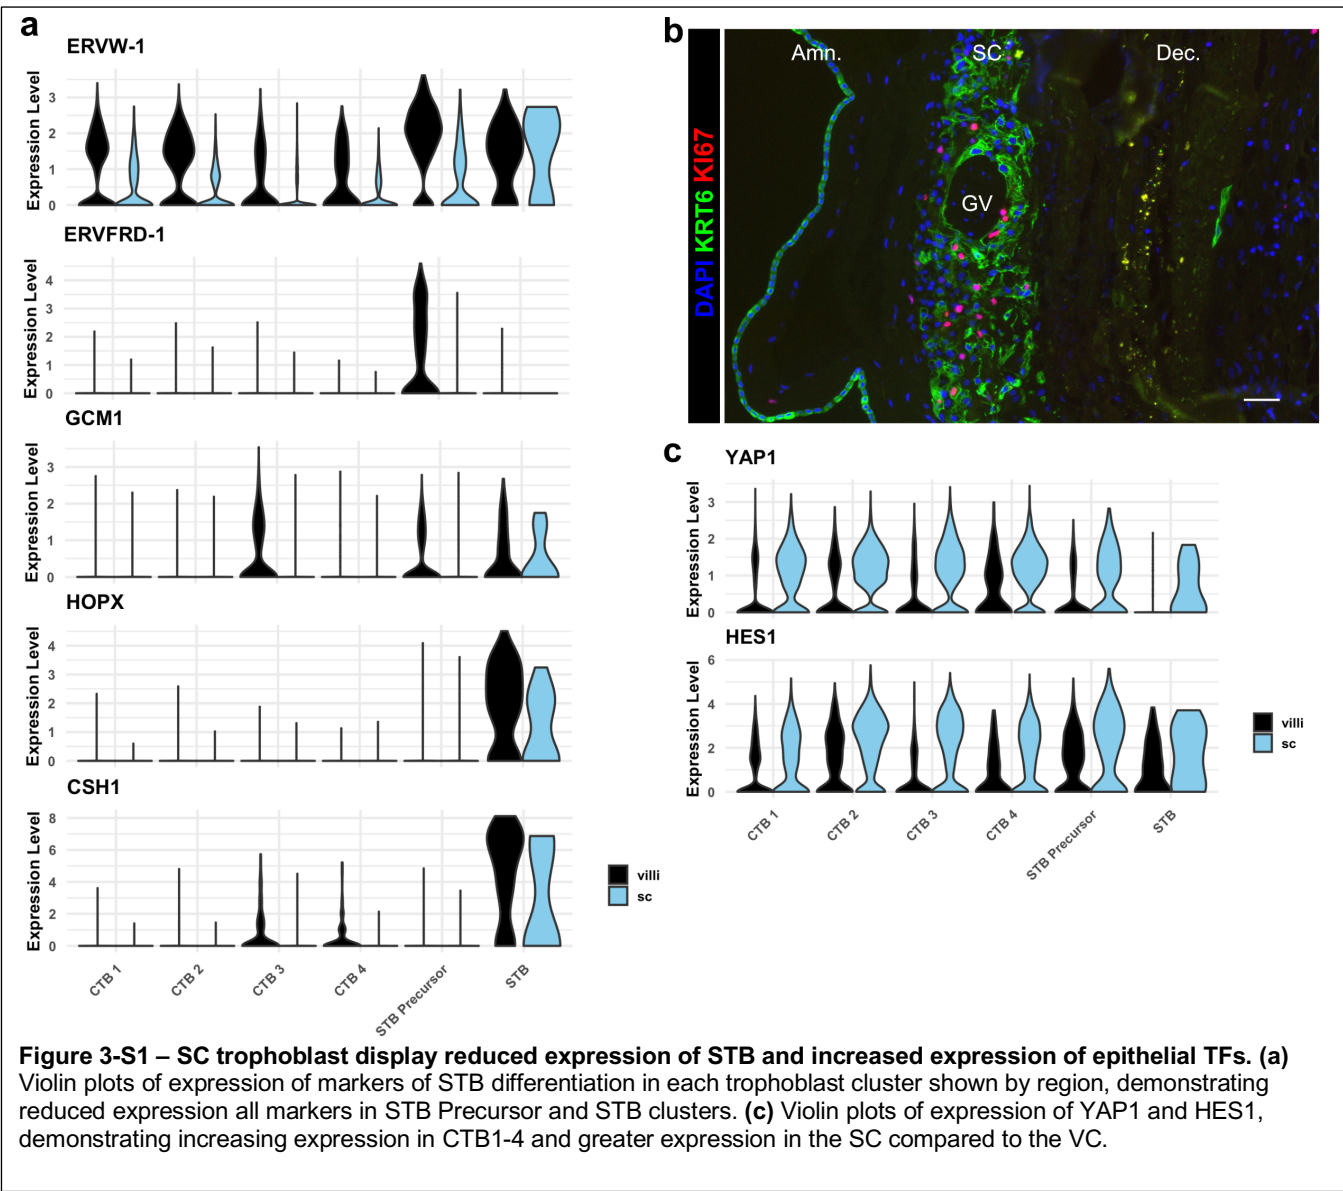 a
ERVW-1
Expression Level
3
2
1
0
ERVFRD-1
Expression Level
4
3
2
1
0
GCM1
Expression Level
3
2
1
0
HOPX
Expression Level
4
3
2
1
0
CSH1
Expression Level
8
6
4
2
0
CTB 1
CTB 2
CTB 3
CTB 4
STB Precursor
STB
villi
sc
b
DAPI KRT6 KI67
Amn.
SC
Dec.
GV
c
YAP1
Expression Level
3
2
1
0
HES1
Expression Level
6
4
2
0
CTB 1
CTB 2
CTB 3
CTB 4
STB Precursor
STB
villi
sc
Figure 3-S1 – SC trophoblast display reduced expression of STB and increased expression of epithelial TFs. (a)
Violin plots of expression of markers of STB differentiation in each trophoblast cluster shown by region, demonstrating
reduced expression all markers in STB Precursor and STB clusters. (c) Violin plots of expression of YAP1 and HES1,
demonstrating increasing expression in CTB1-4 and greater expression in the SC compared to the VC.